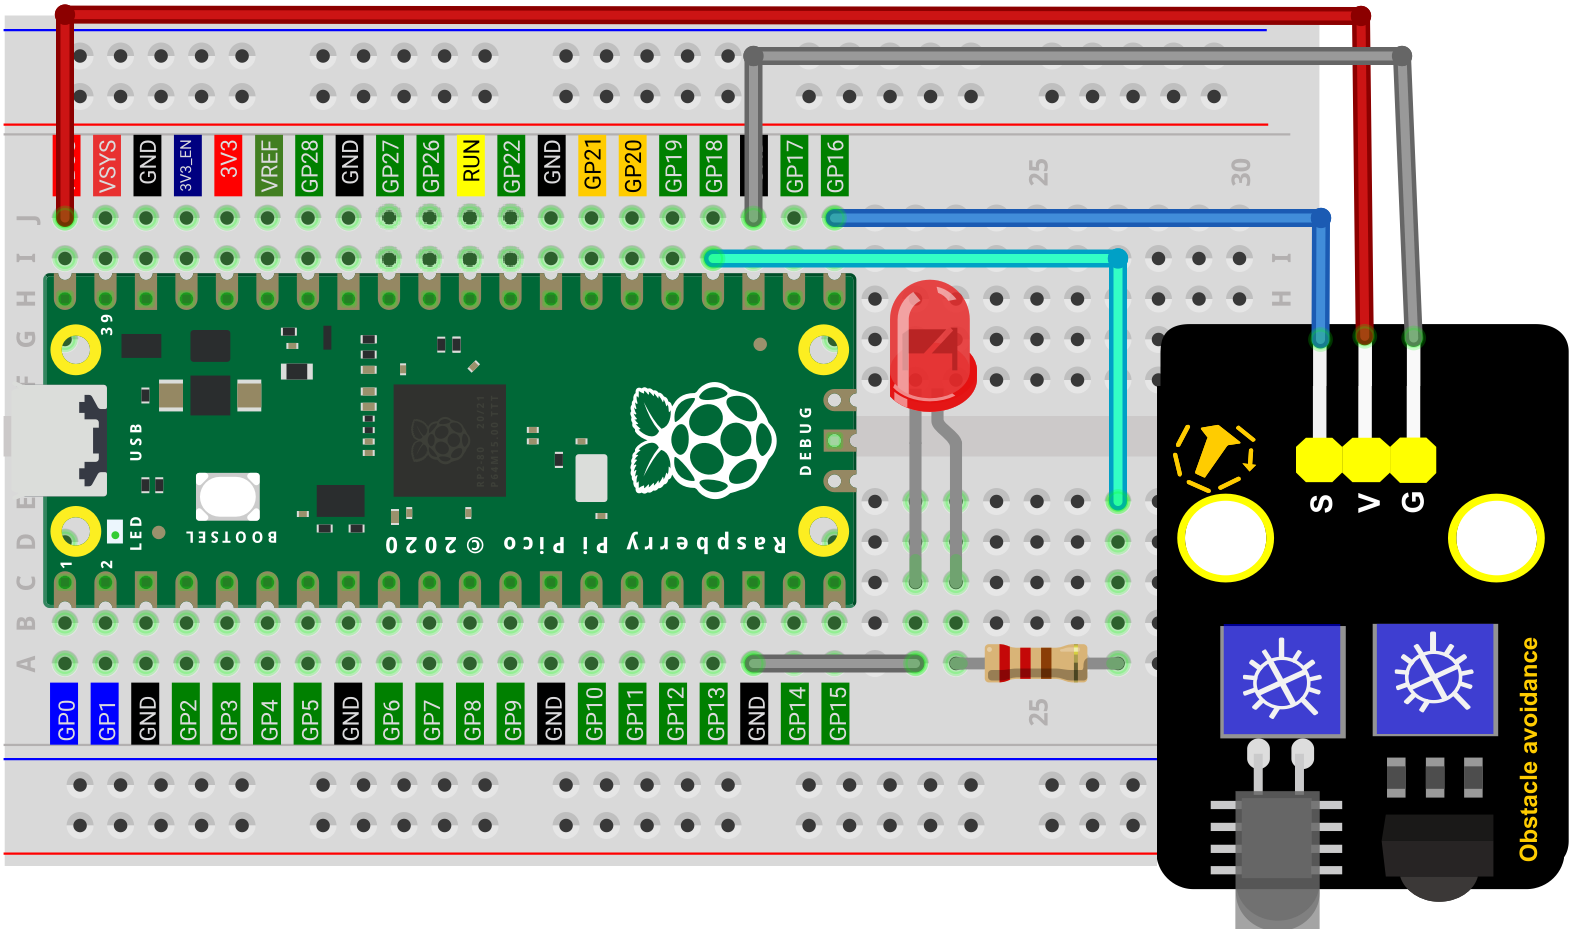 VSYS
GND
3V3_EN
3V3
VREF
GP28
GND
GP27
GP26
RUN
GP22
GND
GP21
GP20
GP19
GP18
GP17
GP16
25
30
J
I
I
H
H
G
F
E
D
C
B
A
39
USB
DEBUG
LED
BOOTSEL
1
2
Raspberry Pi Pico © 2020
S
V
G
Obstacle avoidance
GP0
GP1
GND
GP2
GP3
GP4
GP5
GND
GP6
GP7
GP8
GP9
GND
GP10
GP11
GP12
GP13
GND
GP14
GP15
25